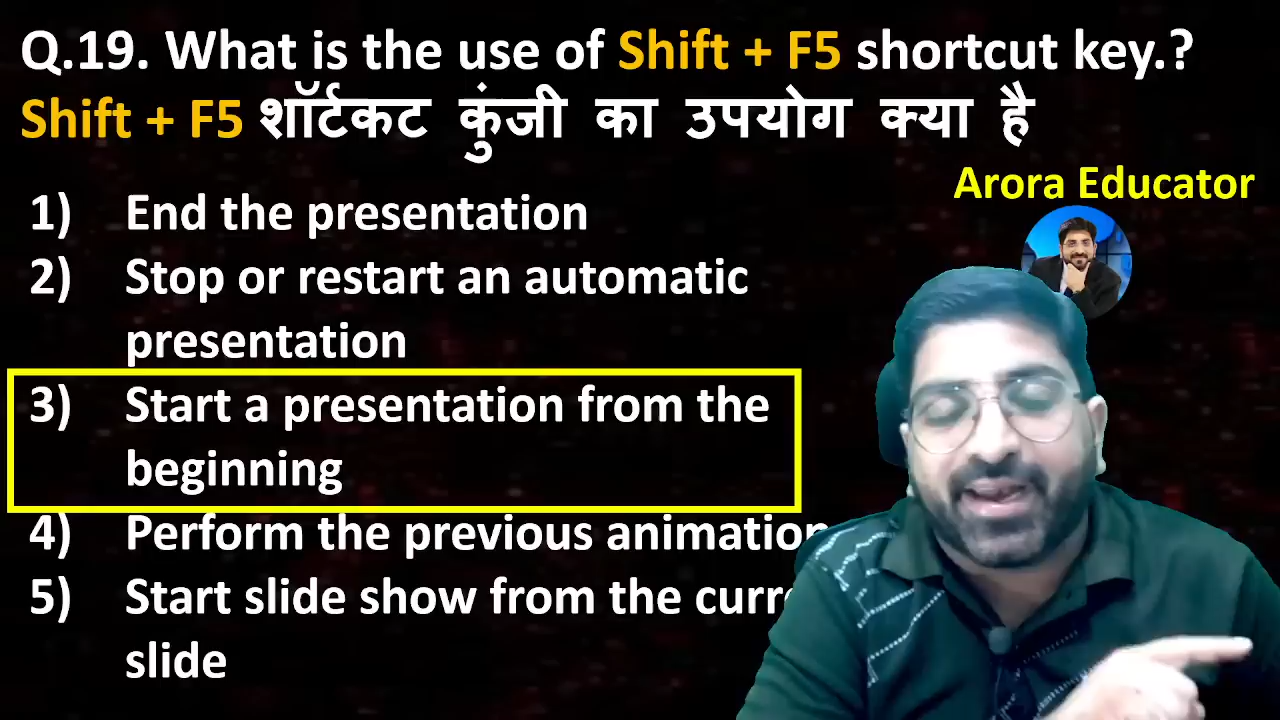 Q.19. What is the use of Shift + F5 shortcut key.?
Shift + F5 शॉर्टकट कुंजी का उपयोग क्या है
Arora Educator
1) End the presentation
2) Stop or restart an automatic
presentation
3) Start a presentation from the
beginning
4) Perform the previous animation
5) Start slide show from the
slide